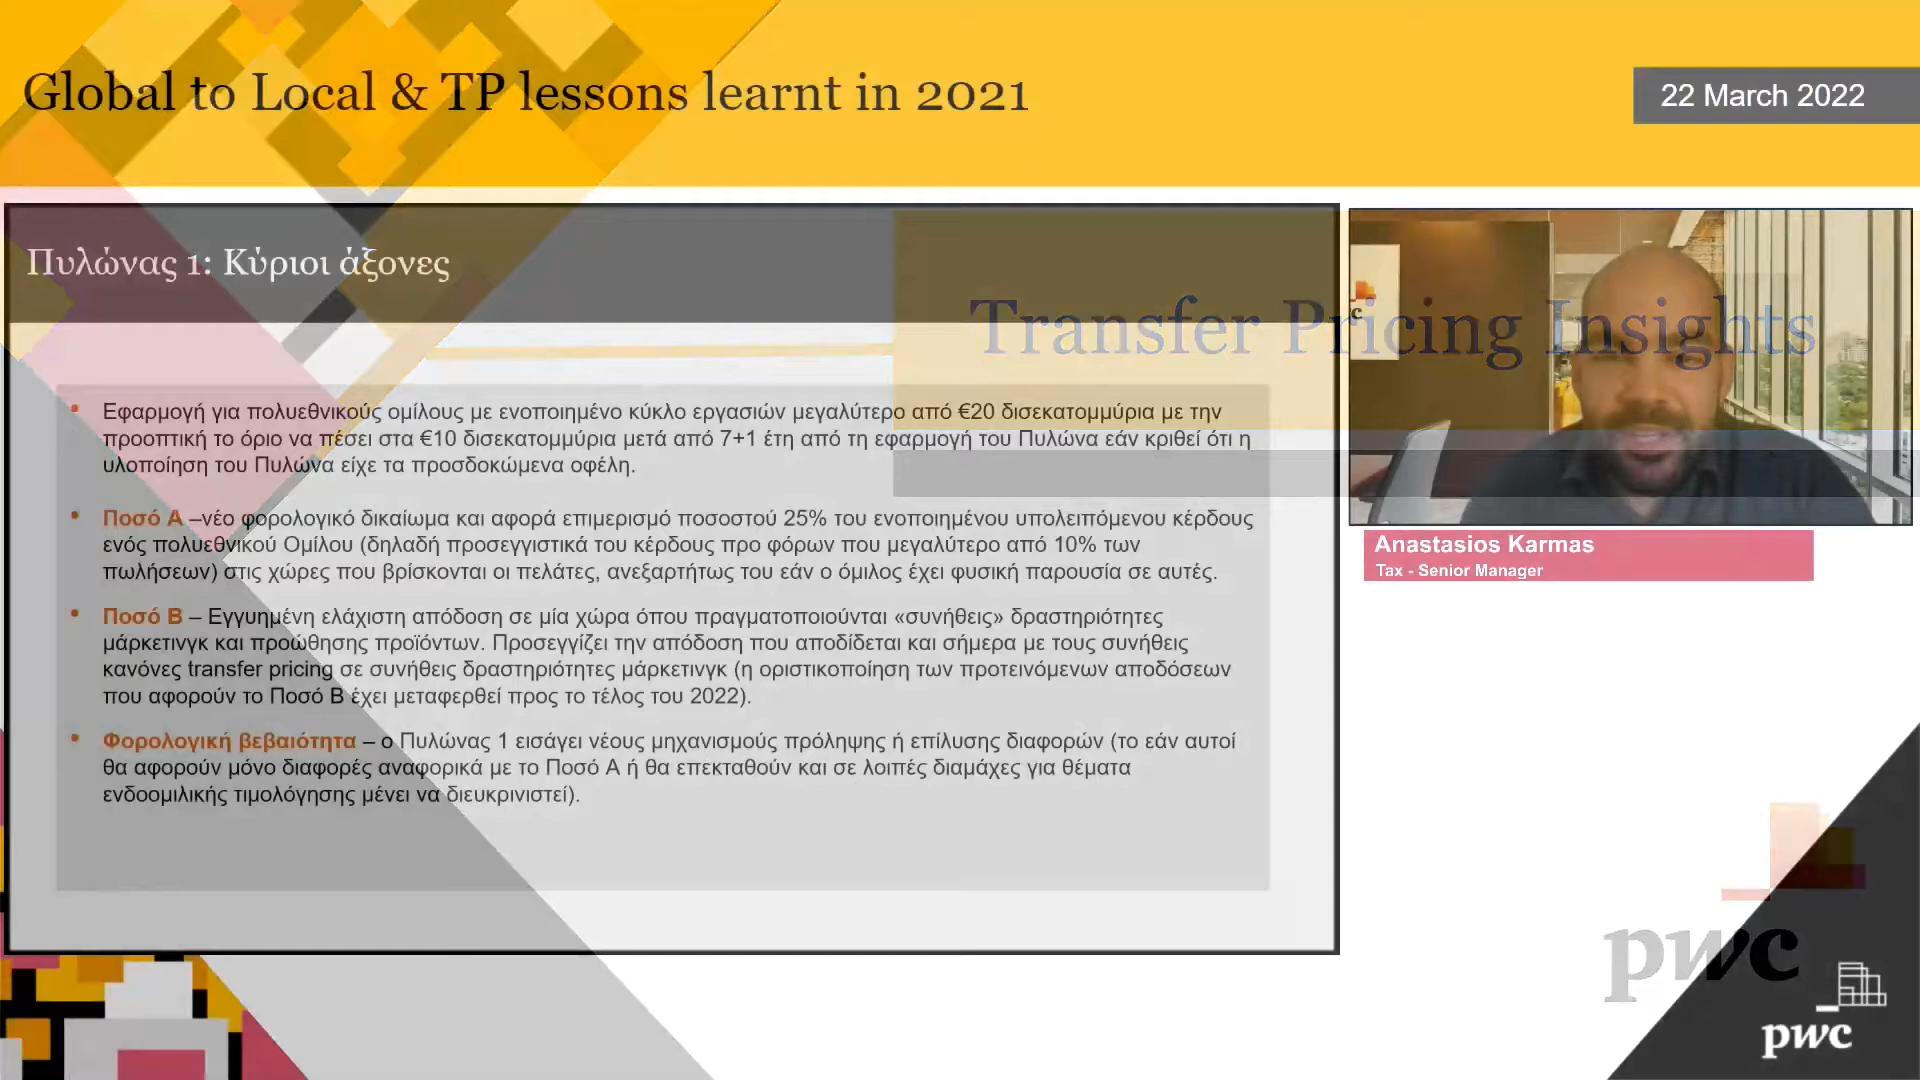 Global to Local & TP lessons learnt in 2021
22 March 2022
Πυλώνας 1: Κύριοι άξονες
Transfer Pricing Insights
• Εφαρμογή για πολυεθνικούς ομίλους με ενοποιημένο κύκλο εργασιών μεγαλύτερο από €20 δισεκατομμύρια με την
προοπτική το όριο να πέσει στα €10 δισεκατομμύρια μετά από 7+1 έτη από τη εφαρμογή του Πυλώνα εάν κριθεί ότι η
υλοποίηση του Πυλώνα είχε τα προσδοκώμενα οφέλη.
• Ποσό Α –νέο φορολογικό δικαίωμα και αφορά επιμερισμό ποσοστού 25% του ενοποιημένου υπολειπόμενου κέρδους
ενός πολυεθνικού Ομίλου (δηλαδή προσεγγιστικά του κέρδους προ φόρων που μεγαλύτερο από 10% των
πωλήσεων) στις χώρες που βρίσκονται οι πελάτες, ανεξαρτήτως του εάν ο όμιλος έχει φυσική παρουσία σε αυτές.
• Ποσό Β – Εγγυημένη ελάχιστη απόδοση σε μία χώρα όπου πραγματοποιούνται «συνήθεις» δραστηριότητες
μάρκετινγκ και προώθησης προϊόντων. Προσεγγίζει την απόδοση που αποδίδεται και σήμερα με τους συνήθεις
κανόνες transfer pricing σε συνήθεις δραστηριότητες μάρκετινγκ (η οριστικοποίηση των προτεινόμενων αποδόσεων
που αφορούν το Ποσό Β έχει μεταφερθεί προς το τέλος του 2022).
• Φορολογική βεβαιότητα – ο Πυλώνας 1 εισάγει νέους μηχανισμούς πρόληψης ή επίλυσης διαφορών (το εάν αυτοί
θα αφορούν μόνο διαφορές αναφορικά με το Ποσό Α ή θα επεκταθούν και σε λοιπές διαμάχες για θέματα
ενδοομιλικής τιμολόγησης μένει να διευκρινιστεί).
c
Anastasios Karmas
Tax - Senior Manager
pwc
pwc